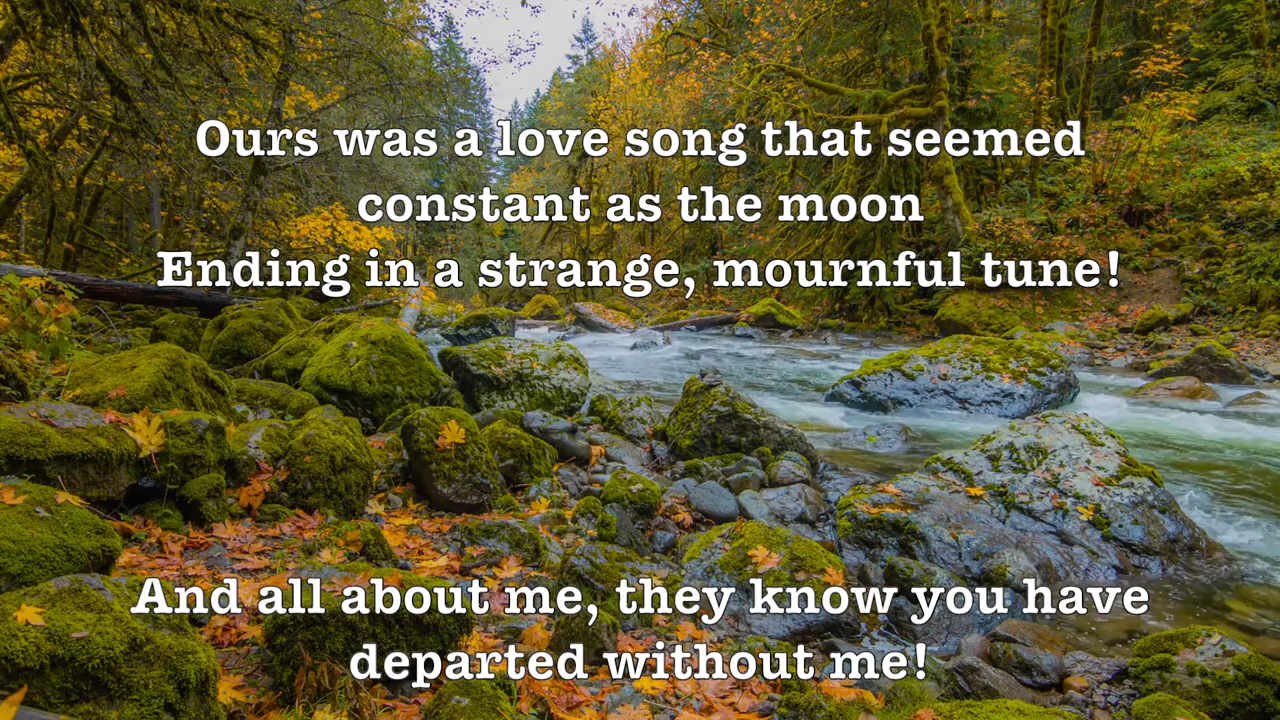 Ours was a love song that seemed
constant as the moon
Ending in a strange, mournful tune!
And all about me, they know you have
departed without me!